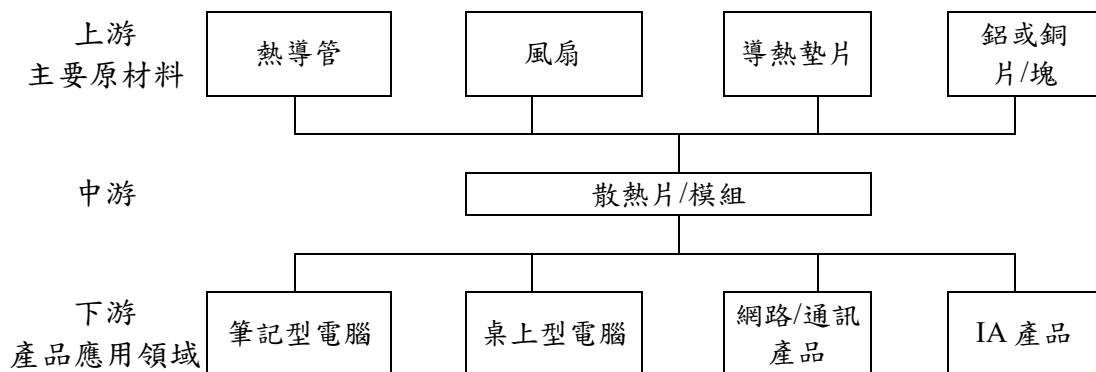 上游
主要原材料
熱導管
風扇
導熱墊片
鋁或銅
片/塊
中游
散熱片/模組
下游
產品應用領域
筆記型電腦
桌上型電腦
網路/通訊
產品
IA 產品